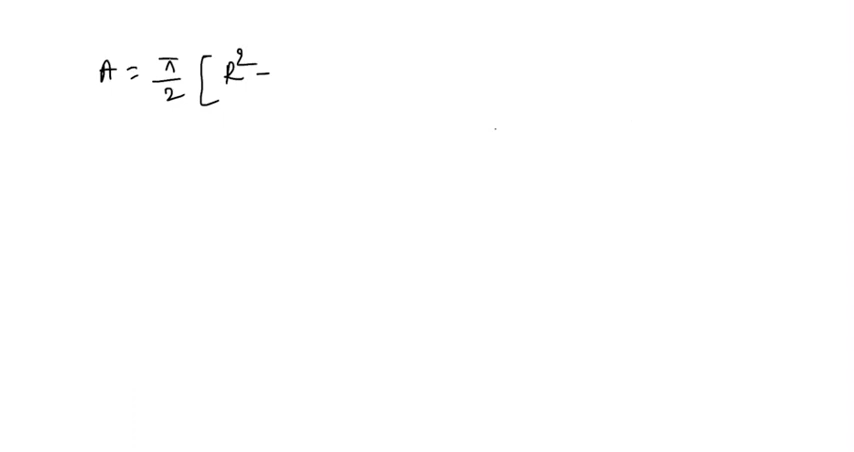 A = π/2 [ R² −